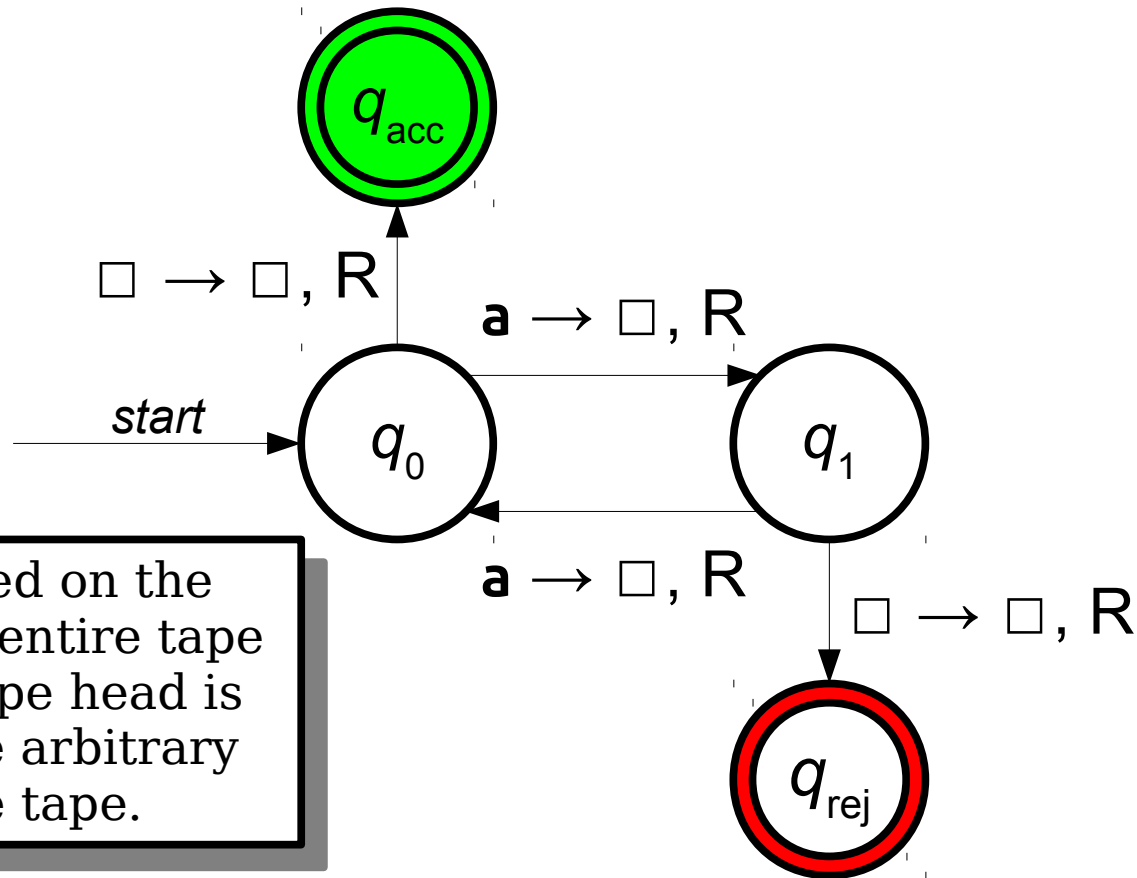 q_acc
□ → □, R
a → □, R
start
q_0
q_1
a → □, R
□ → □, R
ed on the
entire tape
pe head is
e arbitrary
e tape.
q_rej